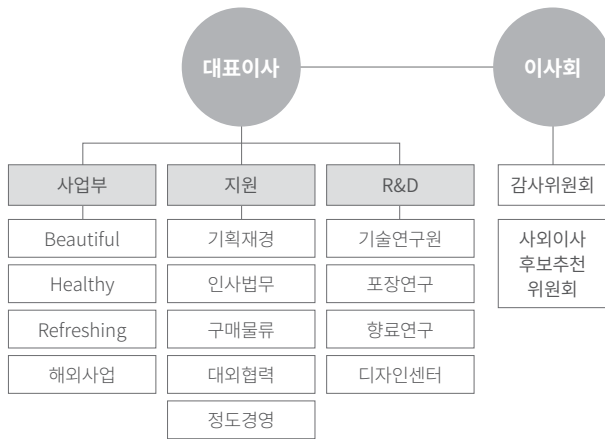 대표이사
이사회
사업부
지원
R&D
감사위원회
Beautiful
기획재경
기술연구원
사외이사
후보추천
위원회
Healthy
인사법무
포장연구
Refreshing
구매물류
향료연구
해외사업
대외협력
디자인센터
정도경영